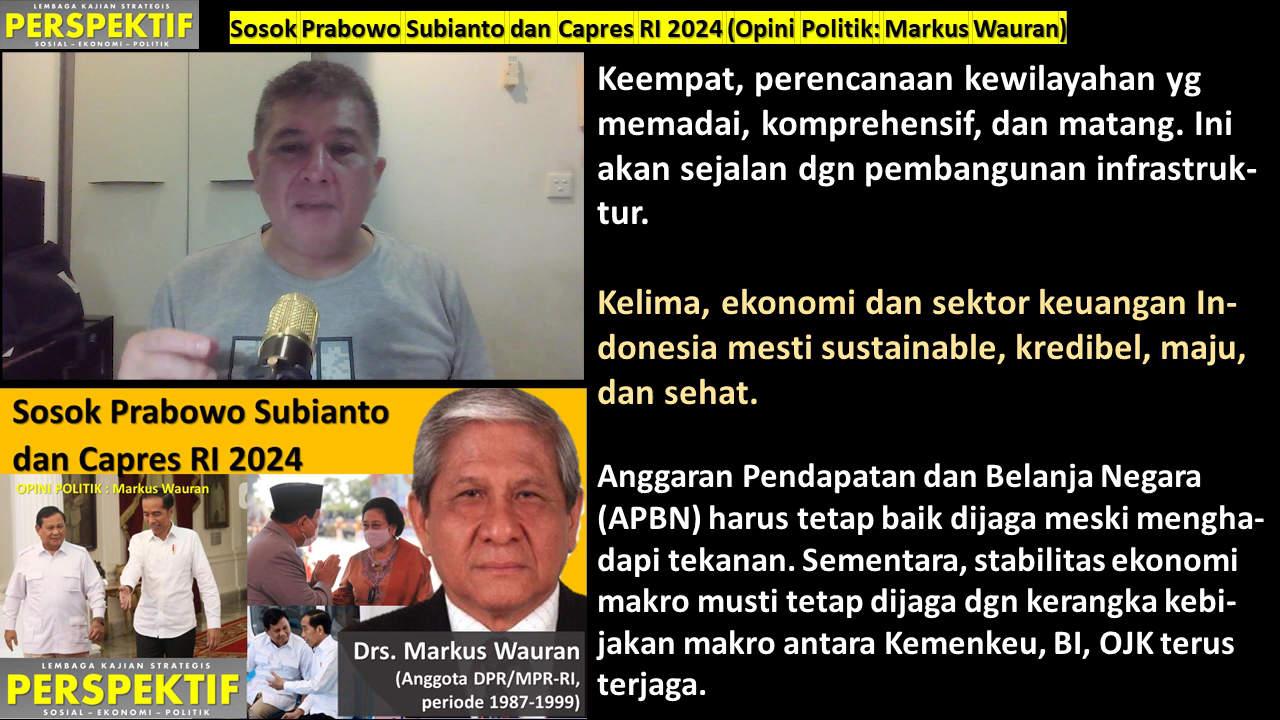 LEMBAGA KAJIAN STRATEGIS
PERSPEKTIF
SOSIAL – EKONOMI – POLITIK
Sosok Prabowo Subianto dan Capres RI 2024 (Opini Politik: Markus Wauran)
Keempat, perencanaan kewilayahan yg
memadai, komprehensif, dan matang. Ini
akan sejalan dgn pembangunan infrastruk-
tur.
Kelima, ekonomi dan sektor keuangan In-
donesia mesti sustainable, kredibel, maju,
dan sehat.
Anggaran Pendapatan dan Belanja Negara
(APBN) harus tetap baik dijaga meski mengha-
dapi tekanan. Sementara, stabilitas ekonomi
makro musti tetap dijaga dgn kerangka kebi-
jakan makro antara Kemenkeu, BI, OJK terus
terjaga.
Sosok Prabowo Subianto
dan Capres RI 2024
OPINI POLITIK : Markus Wauran
Drs. Markus Wauran
(Anggota DPR/MPR-RI,
periode 1987-1999)
LEMBAGA KAJIAN STRATEGIS
PERSPEKTIF
SOSIAL – EKONOMI – POLITIK